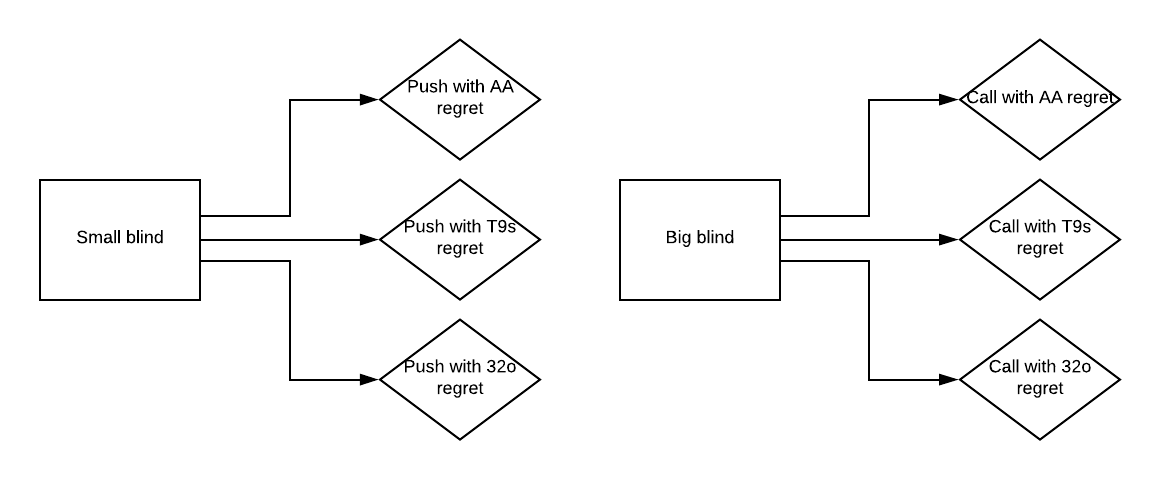 Small blind
Push with AA
regret
Push with T9s
regret
Push with 32o
regret
Big blind
Call with AA regret
Call with T9s
regret
Call with 32o
regret